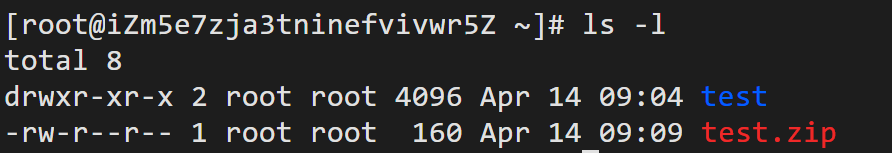 [root@iZm5e7zja3tninefvivwr5Z ~]# ls -l
total 8
drwxr-xr-x 2 root root 4096 Apr 14 09:04 test
-rw-r--r-- 1 root root  160 Apr 14 09:09 test.zip